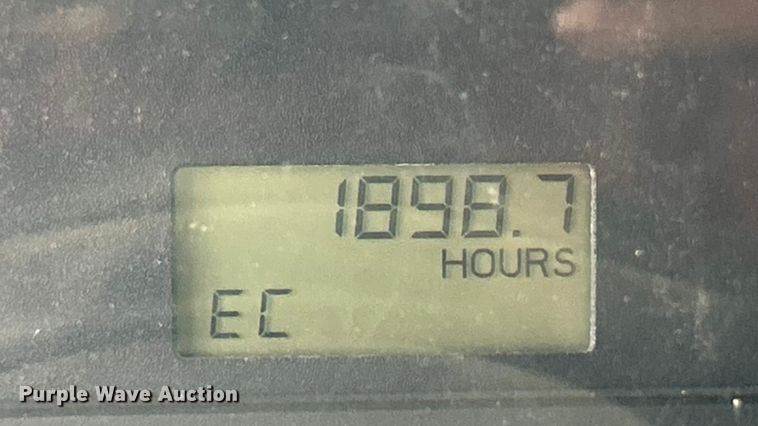 1898.7
HOURS
EC
Purple Wave Auction